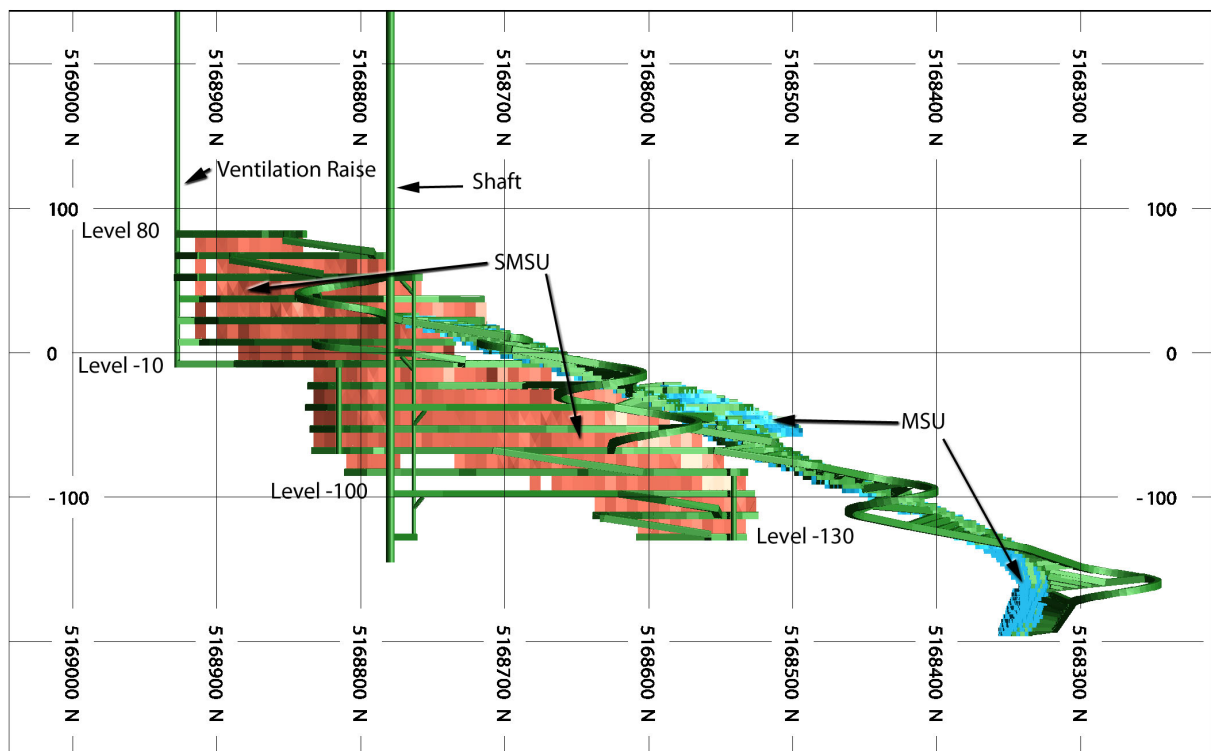 5169000 N
5168900 N
5168800 N
5168700 N
5168600 N
5168500 N
5168400 N
5168300 N
Ventilation Raise
Shaft
100
100
Level 80
SMSU
0
0
Level -10
MSU
Level -100
-100
-100
Level -130
5169000 N
5168900 N
5168800 N
5168700 N
5168600 N
5168500 N
5168400 N
5168300 N